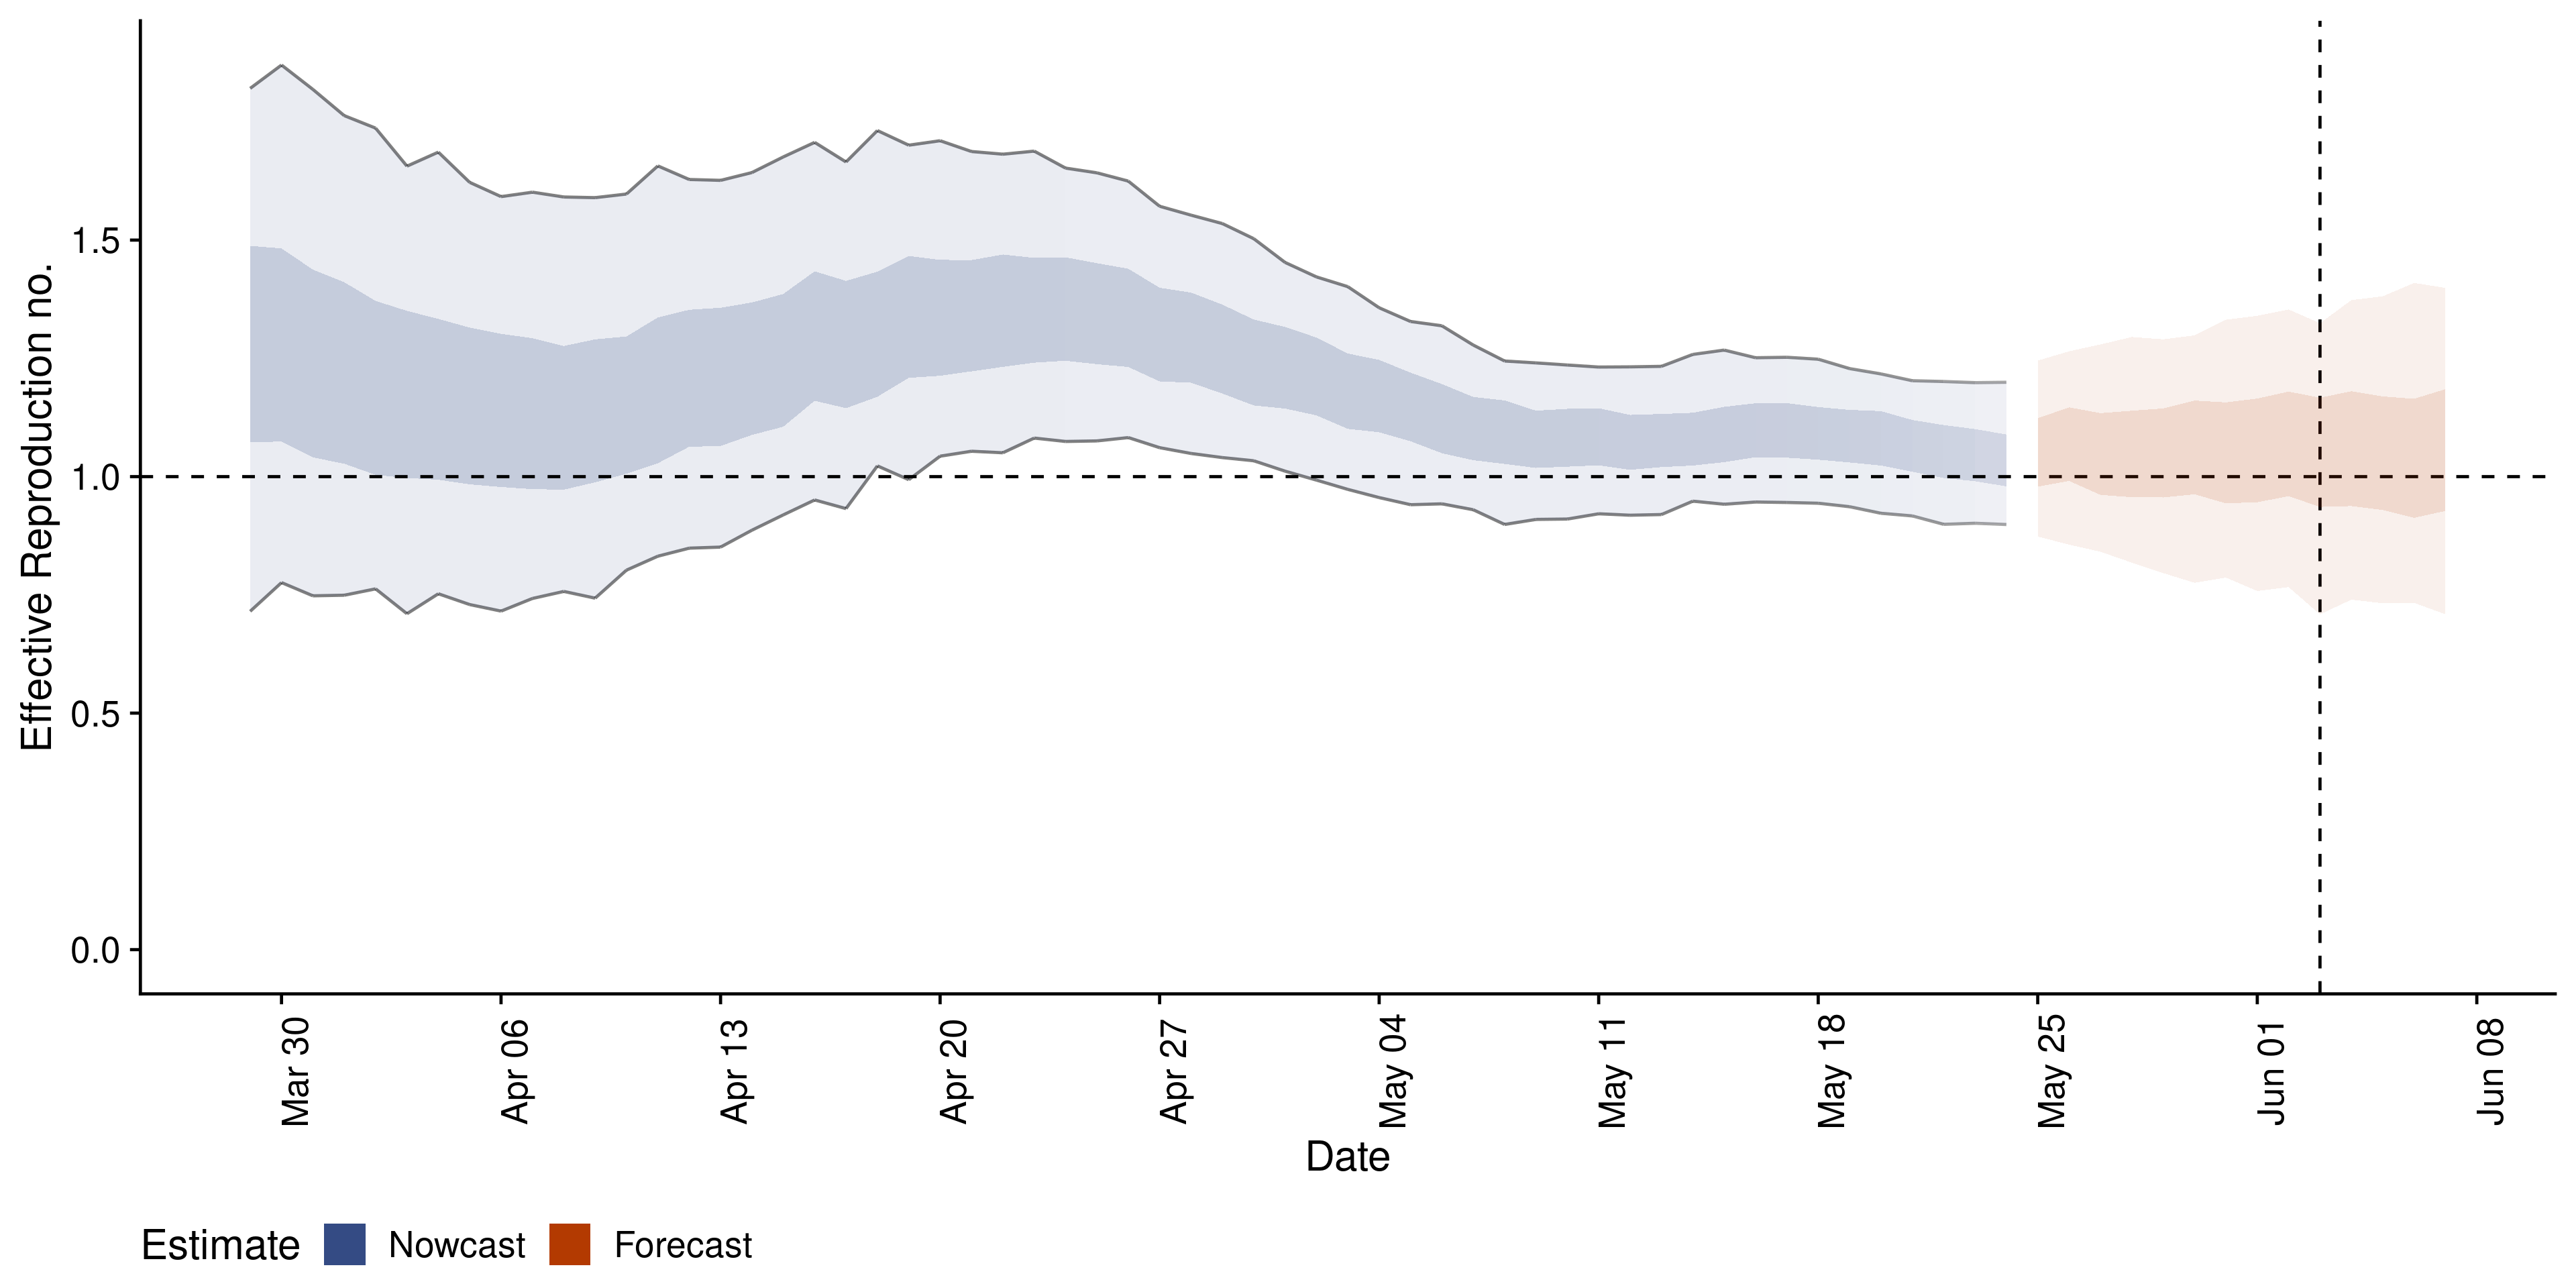 Effective Reproduction no.
1.5
1.0
0.5
0.0
Mar 30
Apr 06
Apr 13
Apr 20
Apr 27
May 04
May 11
May 18
May 25
Jun 01
Jun 08
Date
Estimate Nowcast Forecast